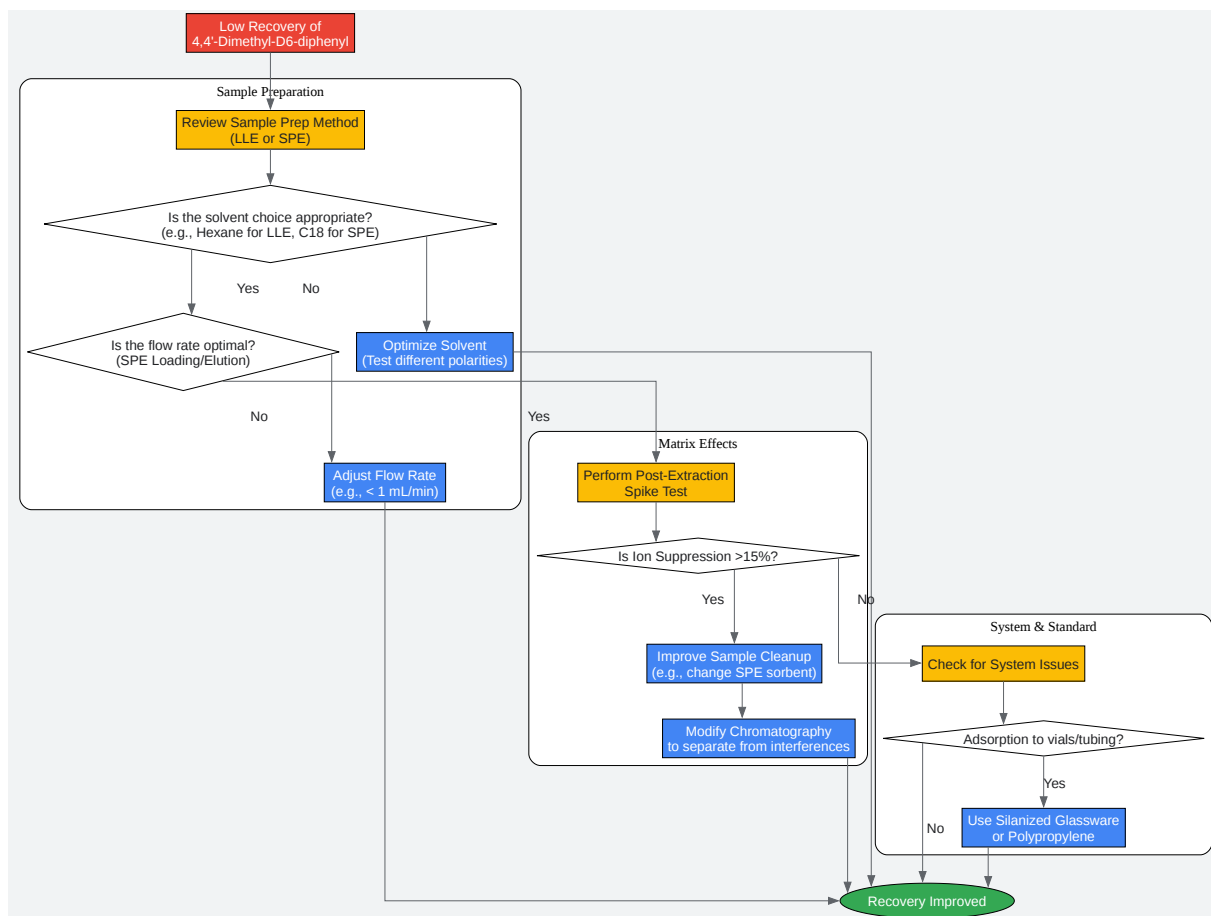 Low Recovery of
4,4'-Dimethyl-D6-diphenyl
Sample Preparation
Review Sample Prep Method
(LLE or SPE)
Is the solvent choice appropriate?
(e.g., Hexane for LLE, C18 for SPE)
Yes
No
Is the flow rate optimal?
(SPE Loading/Elution)
Optimize Solvent
(Test different polarities)
No
Yes
Adjust Flow Rate
(e.g., < 1 mL/min)
Matrix Effects
Perform Post-Extraction
Spike Test
Is Ion Suppression >15%?
Yes
No
Improve Sample Cleanup
(e.g., change SPE sorbent)
Modify Chromatography
to separate from interferences
System & Standard
Check for System Issues
Adsorption to vials/tubing?
Yes
No
Use Silanized Glassware
or Polypropylene
Recovery Improved